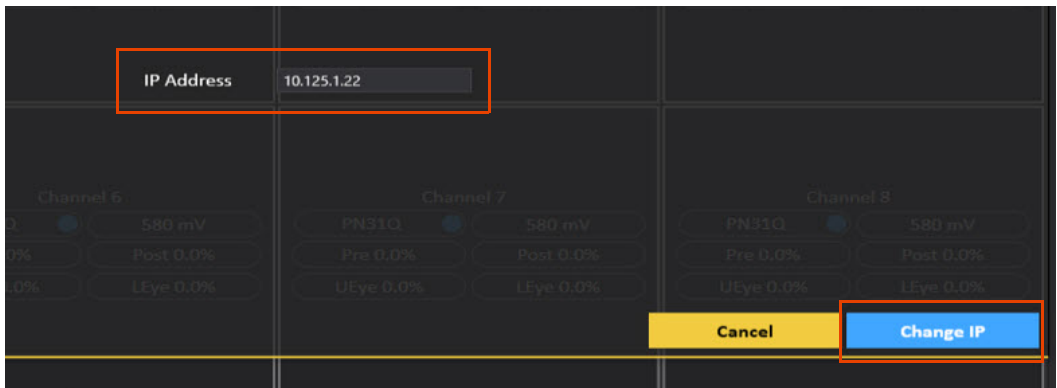 IP Address 10.125.1.22
Channel 6 Channel 7 Channel 8
580 mV PN31Q 580 mV PN31Q 580 mV
0% Post 0.0% Pre 0.0% Post 0.0% Pre 0.0% Post 0.0%
0% LEye 0.0% UEye 0.0% LEye 0.0% UEye 0.0% LEye 0.0%
Cancel Change IP